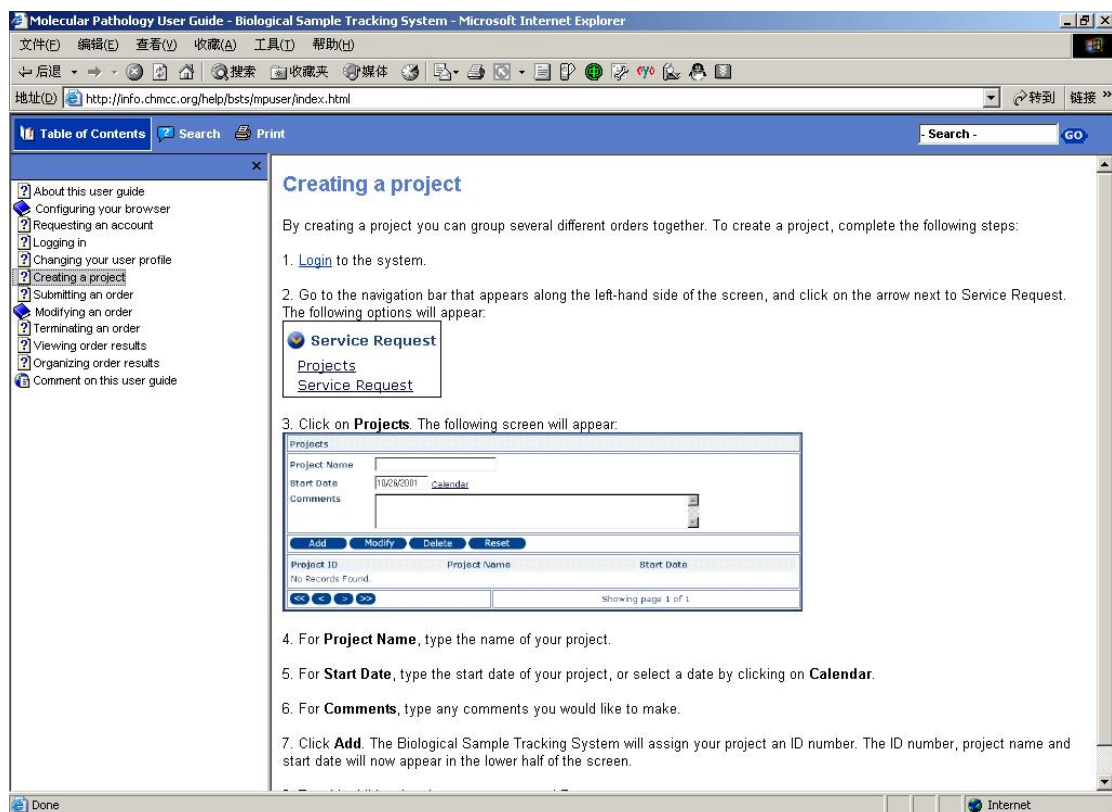 Molecular Pathology User Guide - Biological Sample Tracking System - Microsoft Internet Explorer
文件(F) 编辑(E) 查看(V) 收藏(A) 工具(T) 帮助(H)
后退 搜索 收藏夹 媒体
地址(D) http://info.chmcc.org/help/bsts/mpuser/index.html 转到 链接 »
Table of Contents Search Print - Search - GO
About this user guide
Configuring your browser
Requesting an account
Logging in
Changing your user profile
Creating a project
Submitting an order
Modifying an order
Terminating an order
Viewing order results
Organizing order results
Comment on this user guide
Creating a project
By creating a project you can group several different orders together. To create a project, complete the following steps:
1. Login to the system.
2. Go to the navigation bar that appears along the left-hand side of the screen, and click on the arrow next to Service Request.
The following options will appear:
Service Request
Projects
Service Request
3. Click on Projects. The following screen will appear:
Projects
Project Name
Start Date 10/26/2001 Calendar
Comments
Add Modify Delete Reset
Project ID Project Name Start Date
No Records Found.
<< < > >> Showing page 1 of 1
4. For Project Name, type the name of your project.
5. For Start Date, type the start date of your project, or select a date by clicking on Calendar.
6. For Comments, type any comments you would like to make.
7. Click Add. The Biological Sample Tracking System will assign your project an ID number. The ID number, project name and
start date will now appear in the lower half of the screen.
Done Internet